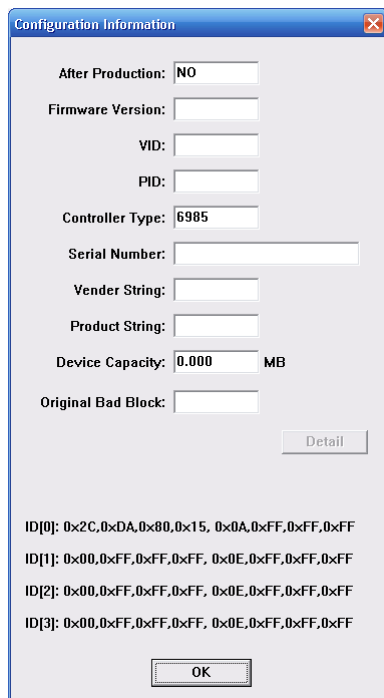 Configuration Information
After Production: NO
Firmware Version:
VID:
PID:
Controller Type: 6985
Serial Number:
Vender String:
Product String:
Device Capacity: 0.000 MB
Original Bad Block:
Detail
ID[0]: 0x2C,0xDA,0x80,0x15, 0x0A,0xFF,0xFF,0xFF
ID[1]: 0x00,0xFF,0xFF,0xFF, 0x0E,0xFF,0xFF,0xFF
ID[2]: 0x00,0xFF,0xFF,0xFF, 0x0E,0xFF,0xFF,0xFF
ID[3]: 0x00,0xFF,0xFF,0xFF, 0x0E,0xFF,0xFF,0xFF
OK